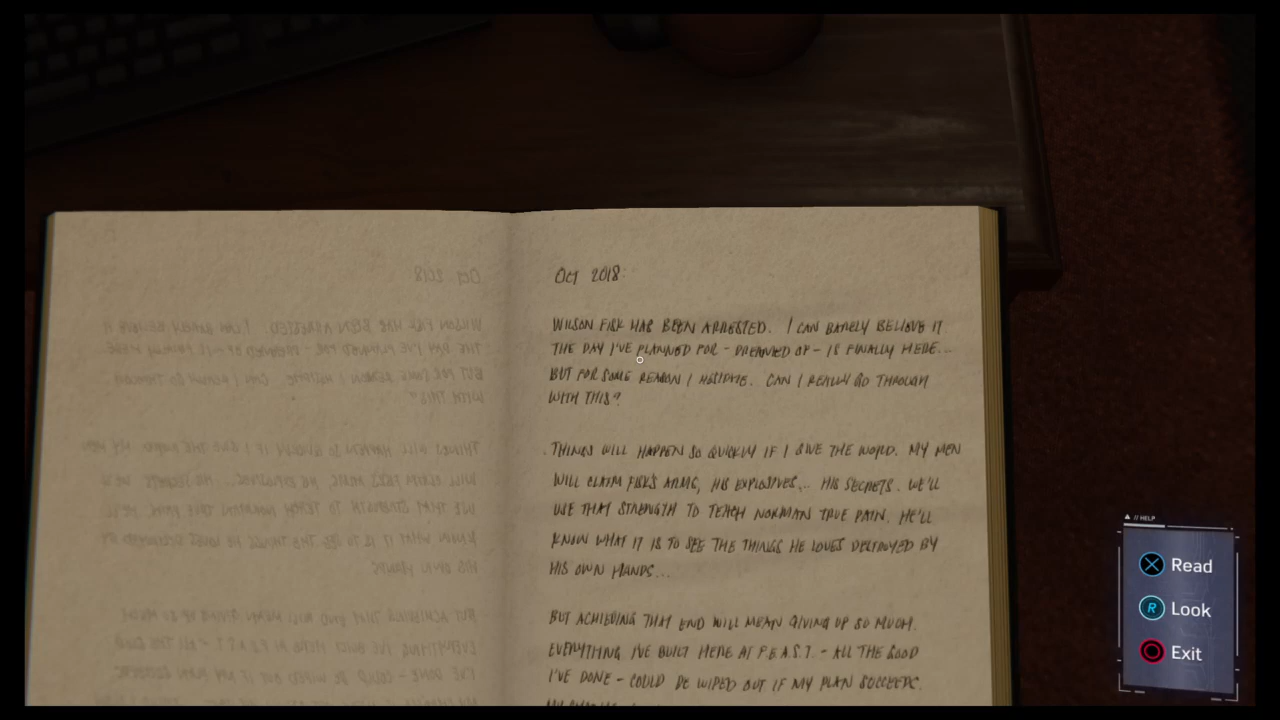 Oct 2018:
WILSON FISK HAS BEEN ARRESTED. I CAN BARELY BELIEVE IT.
THE DAY I'VE PLANNED FOR - DREAMED OF - IS FINALLY HERE...
BUT FOR SOME REASON I HESITATE. CAN I REALLY GO THROUGH
WITH THIS?
THINGS WILL HAPPEN SO QUICKLY IF I GIVE THE WORD. MY MEN
WILL CLAIM FISK'S ARMS, HIS EXPLOSIVES,.. HIS SECRETS. WE'LL
USE THAT STRENGTH TO TEACH NORMAN TRUE PAIN. HE'LL
KNOW WHAT IT IS TO SEE THE THINGS HE LOVES DESTROYED BY
HIS OWN HANDS...
BUT ACHIEVING THAT END WILL MEAN GIVING UP SO MUCH.
EVERYTHING I'VE BUILT HERE AT F.E.A.S.T. - ALL THE GOOD
I'VE DONE - COULD BE WIPED OUT IF MY PLAN SUCCEEDS.
// HELP
Read
R Look
Exit